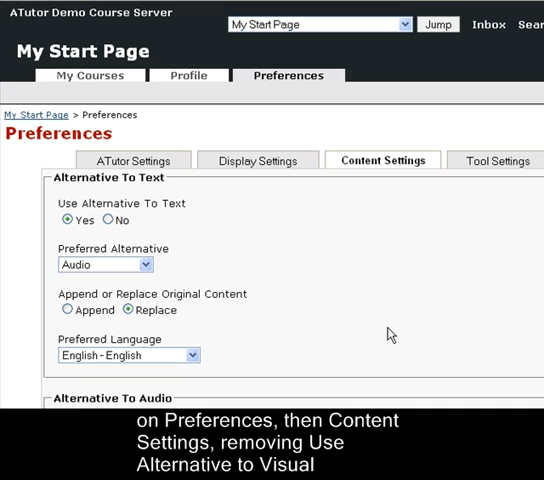 ATutor Demo Course Server
My Start Page Jump Inbox
My Start Page
My Courses Profile Preferences
My Start Page > Preferences
Preferences
ATutor Settings Display Settings Content Settings Tool Settings
Alternative To Text
Use Alternative To Text
Yes No
Preferred Alternative
Audio
Append or Replace Original Content
Append Replace
Preferred Language
English - English
Alternative To Audio
on Preferences, then Content
Settings, removing Use
Alternative to Visual